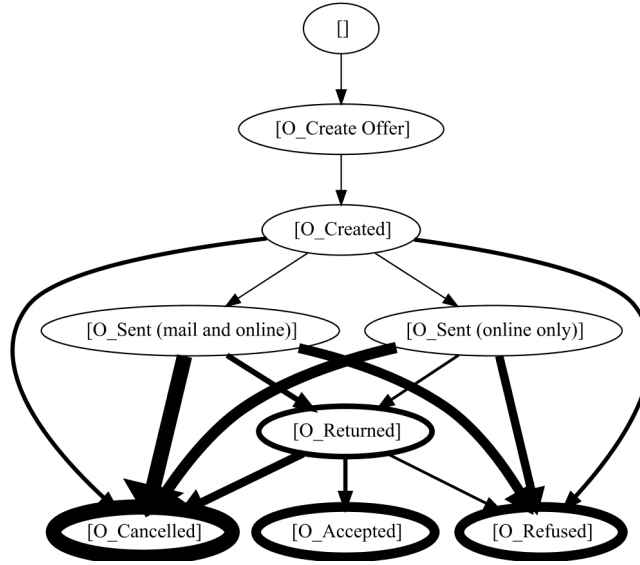 []
[O_Create Offer]
[O_Created]
[O_Sent (mail and online)]
[O_Sent (online only)]
[O_Returned]
[O_Cancelled]
[O_Accepted]
[O_Refused]